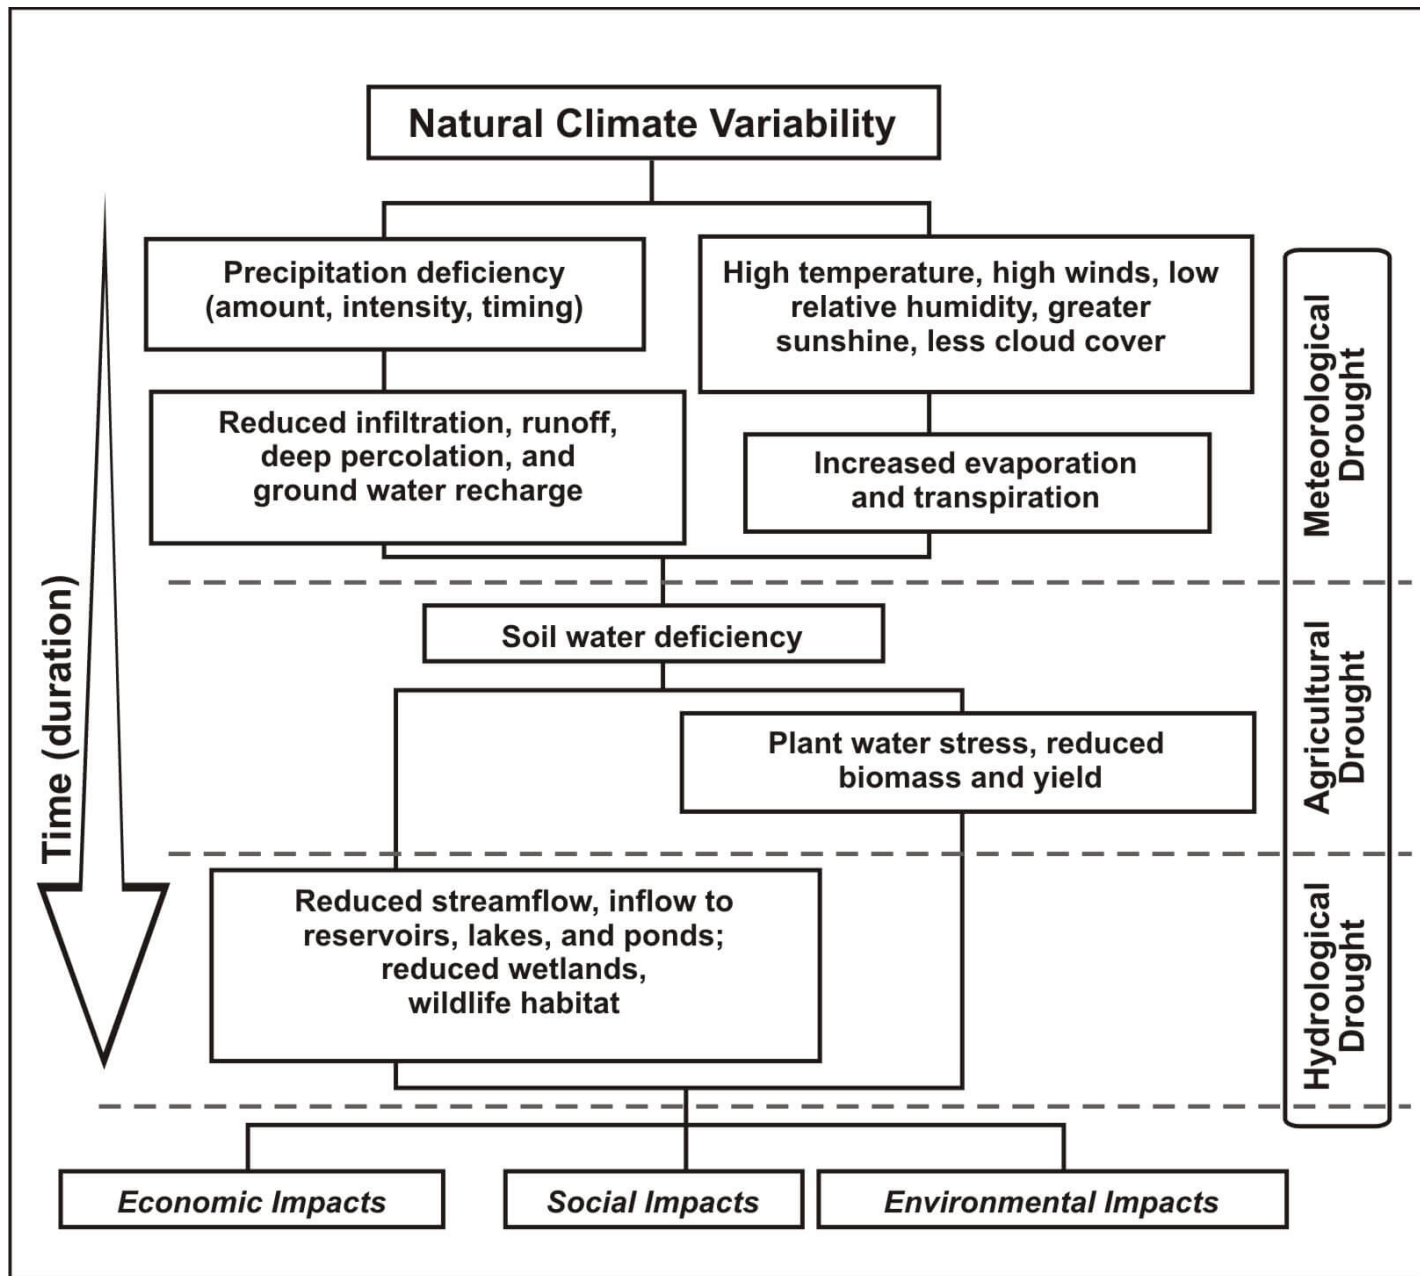 Natural Climate Variability
Precipitation deficiency
(amount, intensity, timing)
High temperature, high winds, low
relative humidity, greater
sunshine, less cloud cover
Reduced infiltration, runoff,
deep percolation, and
ground water recharge
Increased evaporation
and transpiration
Meteorological
Drought
Time (duration)
Soil water deficiency
Plant water stress, reduced
biomass and yield
Agricultural
Drought
Reduced streamflow, inflow to
reservoirs, lakes, and ponds;
reduced wetlands,
wildlife habitat
Hydrological
Drought
Economic Impacts
Social Impacts
Environmental Impacts